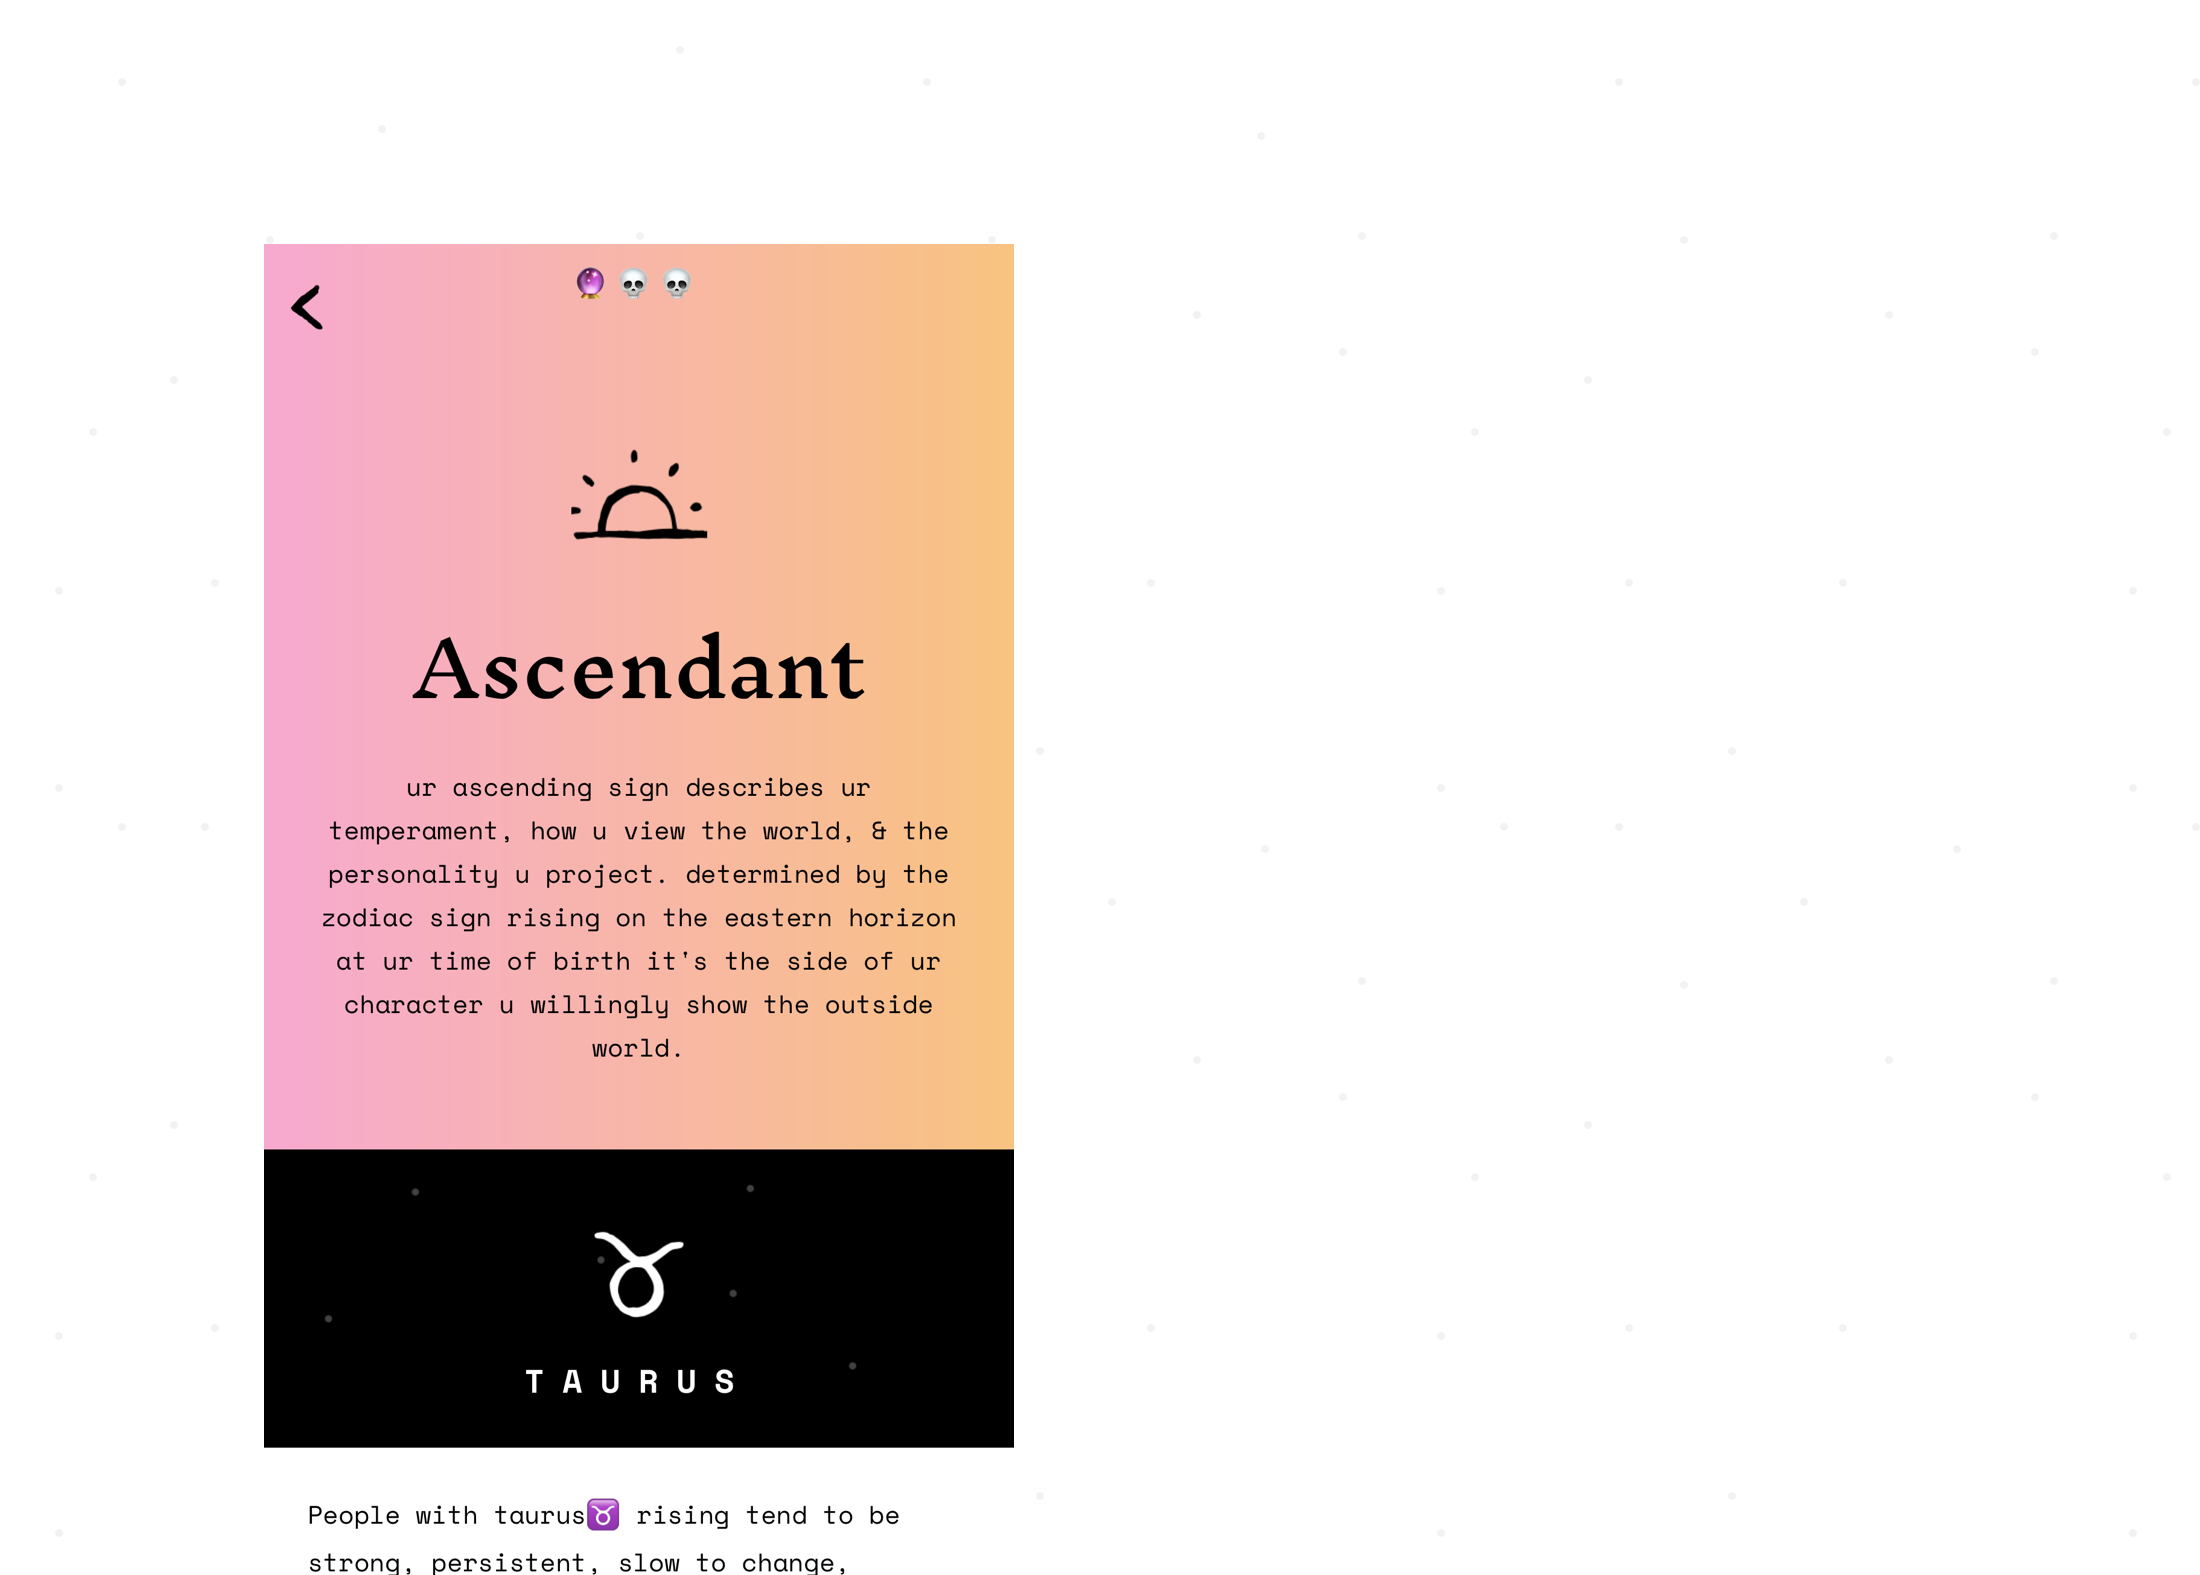 🔮 💀 💀
Ascendant
ur ascending sign describes ur
temperament, how u view the world, & the
personality u project. determined by the
zodiac sign rising on the eastern horizon
at ur time of birth it's the side of ur
character u willingly show the outside
world.
TAURUS
People with taurus♉ rising tend to be
strong, persistent, slow to change,